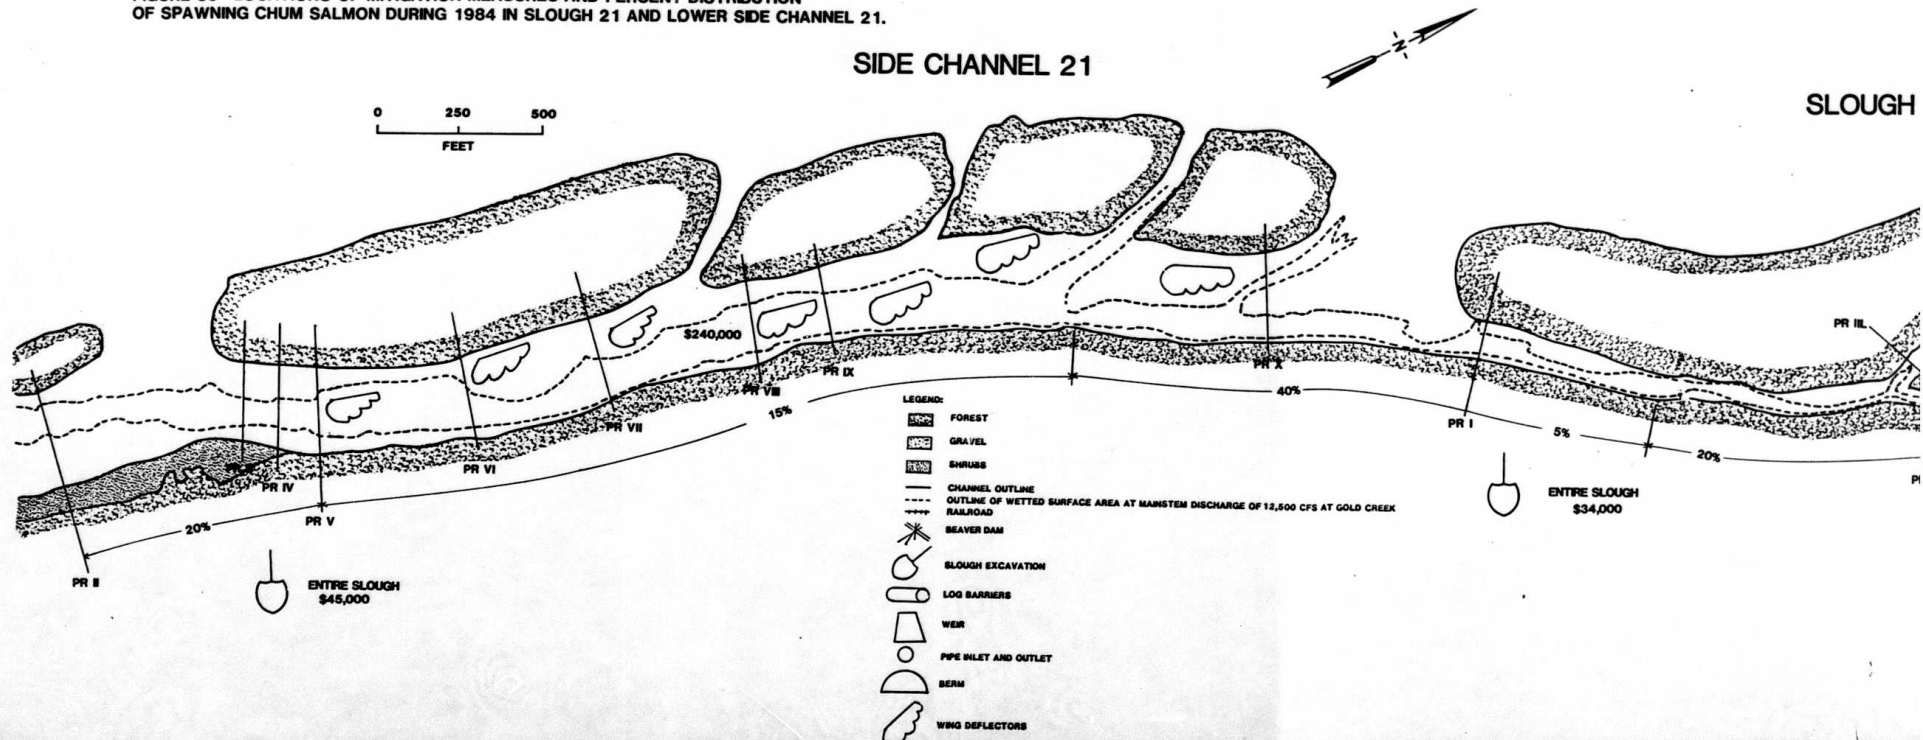 OF SPAWNING CHUM SALMON DURING 1984 IN SLOUGH 21 AND LOWER SIDE CHANNEL 21.
SIDE CHANNEL 21
N
SLOUGH
0 250 500
FEET
$240,000
PR III
PR IX
PR VIII
PR X
15%
40%
PR VII
PR I
5%
20%
PR VI
PR IV
PR V
20%
PR II
ENTIRE SLOUGH
$45,000
ENTIRE SLOUGH
$34,000
LEGEND:
FOREST
GRAVEL
SHRUBS
CHANNEL OUTLINE
OUTLINE OF WETTED SURFACE AREA AT MAINSTEM DISCHARGE OF 12,500 CFS AT GOLD CREEK
RAILROAD
BEAVER DAM
SLOUGH EXCAVATION
LOG BARRIERS
WEIR
PIPE INLET AND OUTLET
BERM
WING DEFLECTORS